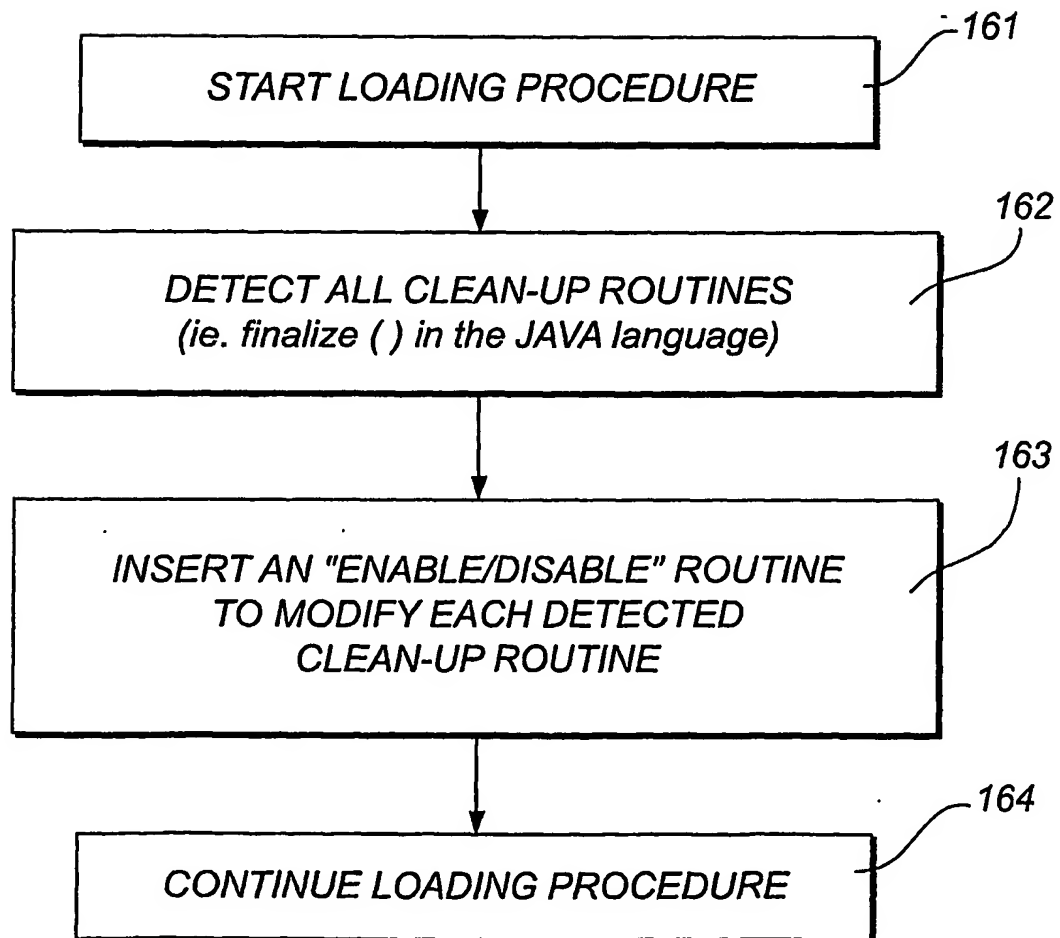 161
START LOADING PROCEDURE
162
DETECT ALL CLEAN-UP ROUTINES
(ie. finalize ( ) in the JAVA language)
163
INSERT AN "ENABLE/DISABLE" ROUTINE
TO MODIFY EACH DETECTED
CLEAN-UP ROUTINE
164
CONTINUE LOADING PROCEDURE